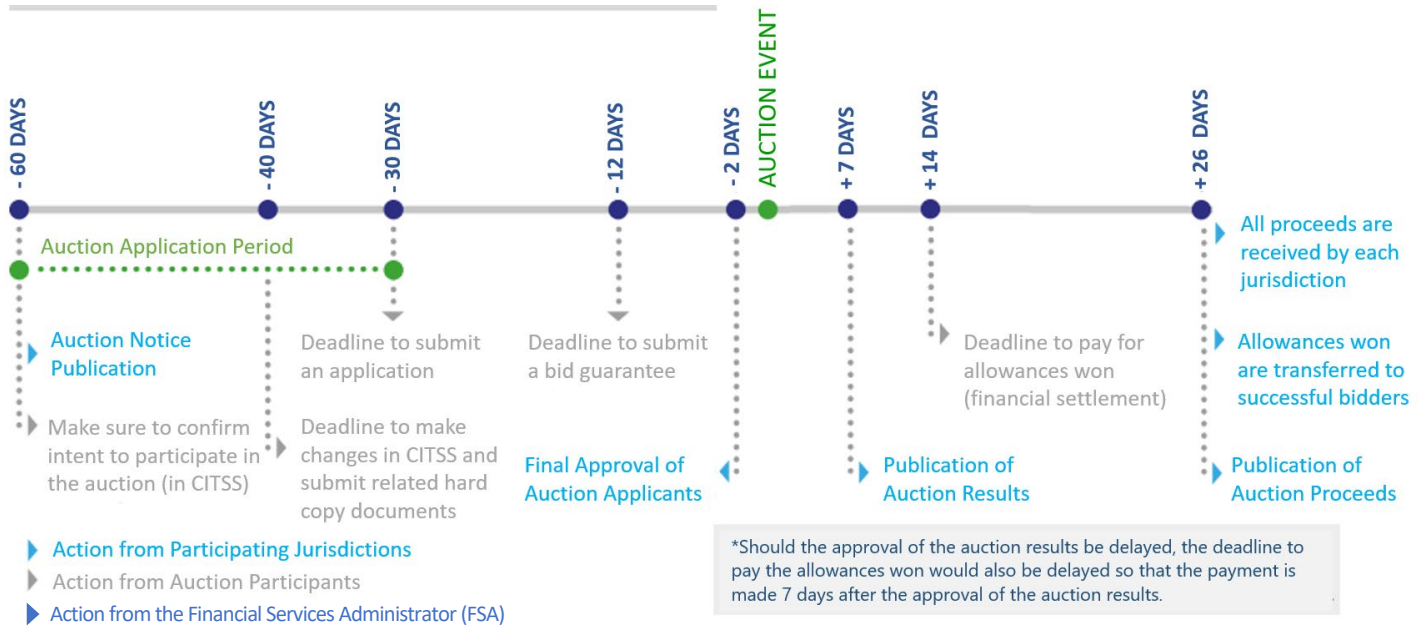 - 60 DAYS
- 40 DAYS
- 30 DAYS
- 12 DAYS
- 2 DAYS
AUCTION EVENT
+ 7 DAYS
+ 14 DAYS
+ 26 DAYS
Auction Application Period
Auction Notice
Publication
Make sure to confirm
intent to participate in
the auction (in CITSS)
Deadline to make
changes in CITSS and
submit related hard
copy documents
Deadline to submit
an application
Deadline to submit
a bid guarantee
Final Approval of
Auction Applicants
Publication of
Auction Results
Deadline to pay for
allowances won
(financial settlement)
All proceeds are
received by each
jurisdiction
Allowances won
are transferred to
successful bidders
Publication of
Auction Proceeds
Action from Participating Jurisdictions
Action from Auction Participants
Action from the Financial Services Administrator (FSA)
*Should the approval of the auction results be delayed, the deadline to
pay the allowances won would also be delayed so that the payment is
made 7 days after the approval of the auction results.